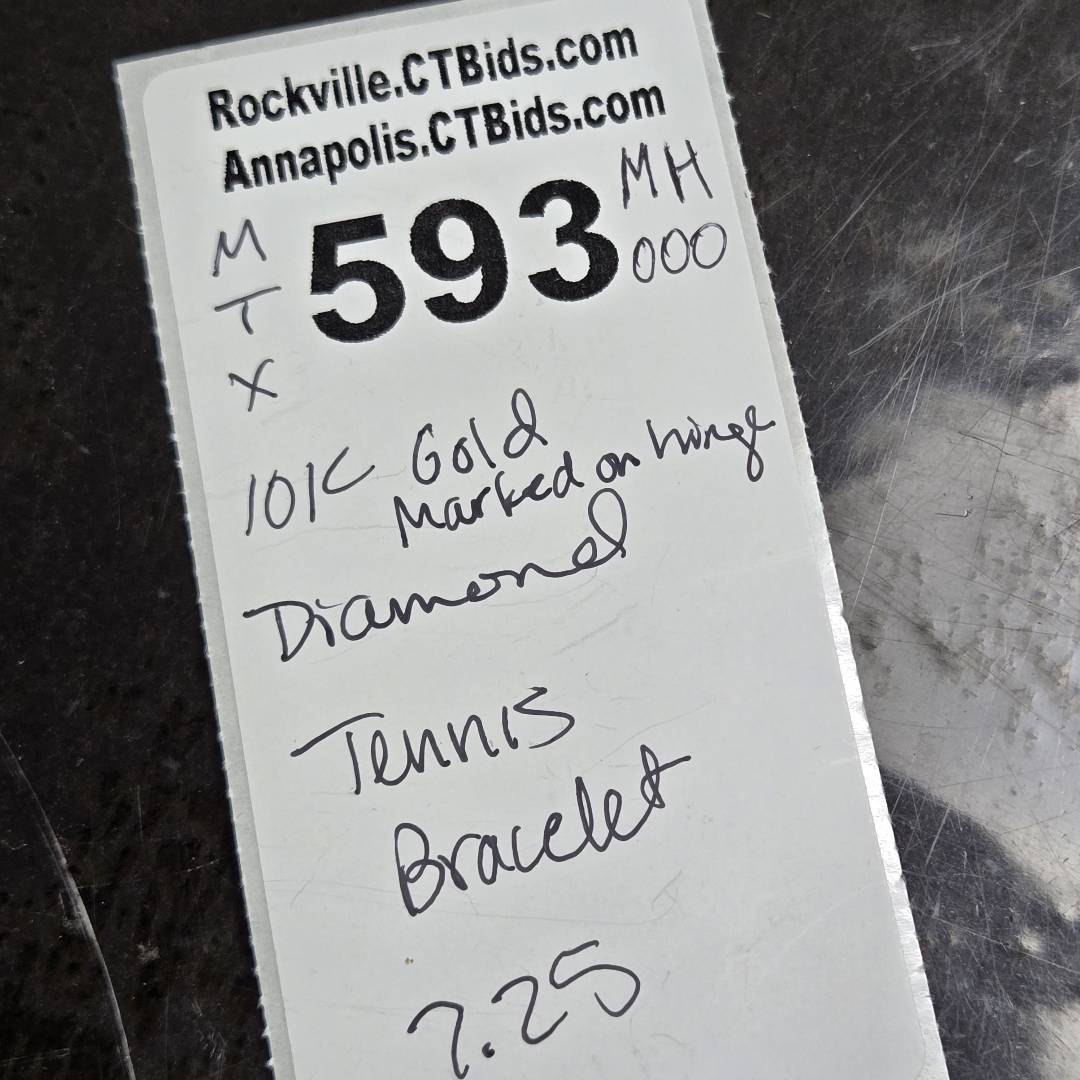 Rockville.CTBids.com
Annapolis.CTBids.com
M
T
X
593
MH
000
10K Gold
Marked on hinge
Diamond
Tennis
Bracelet
7.25